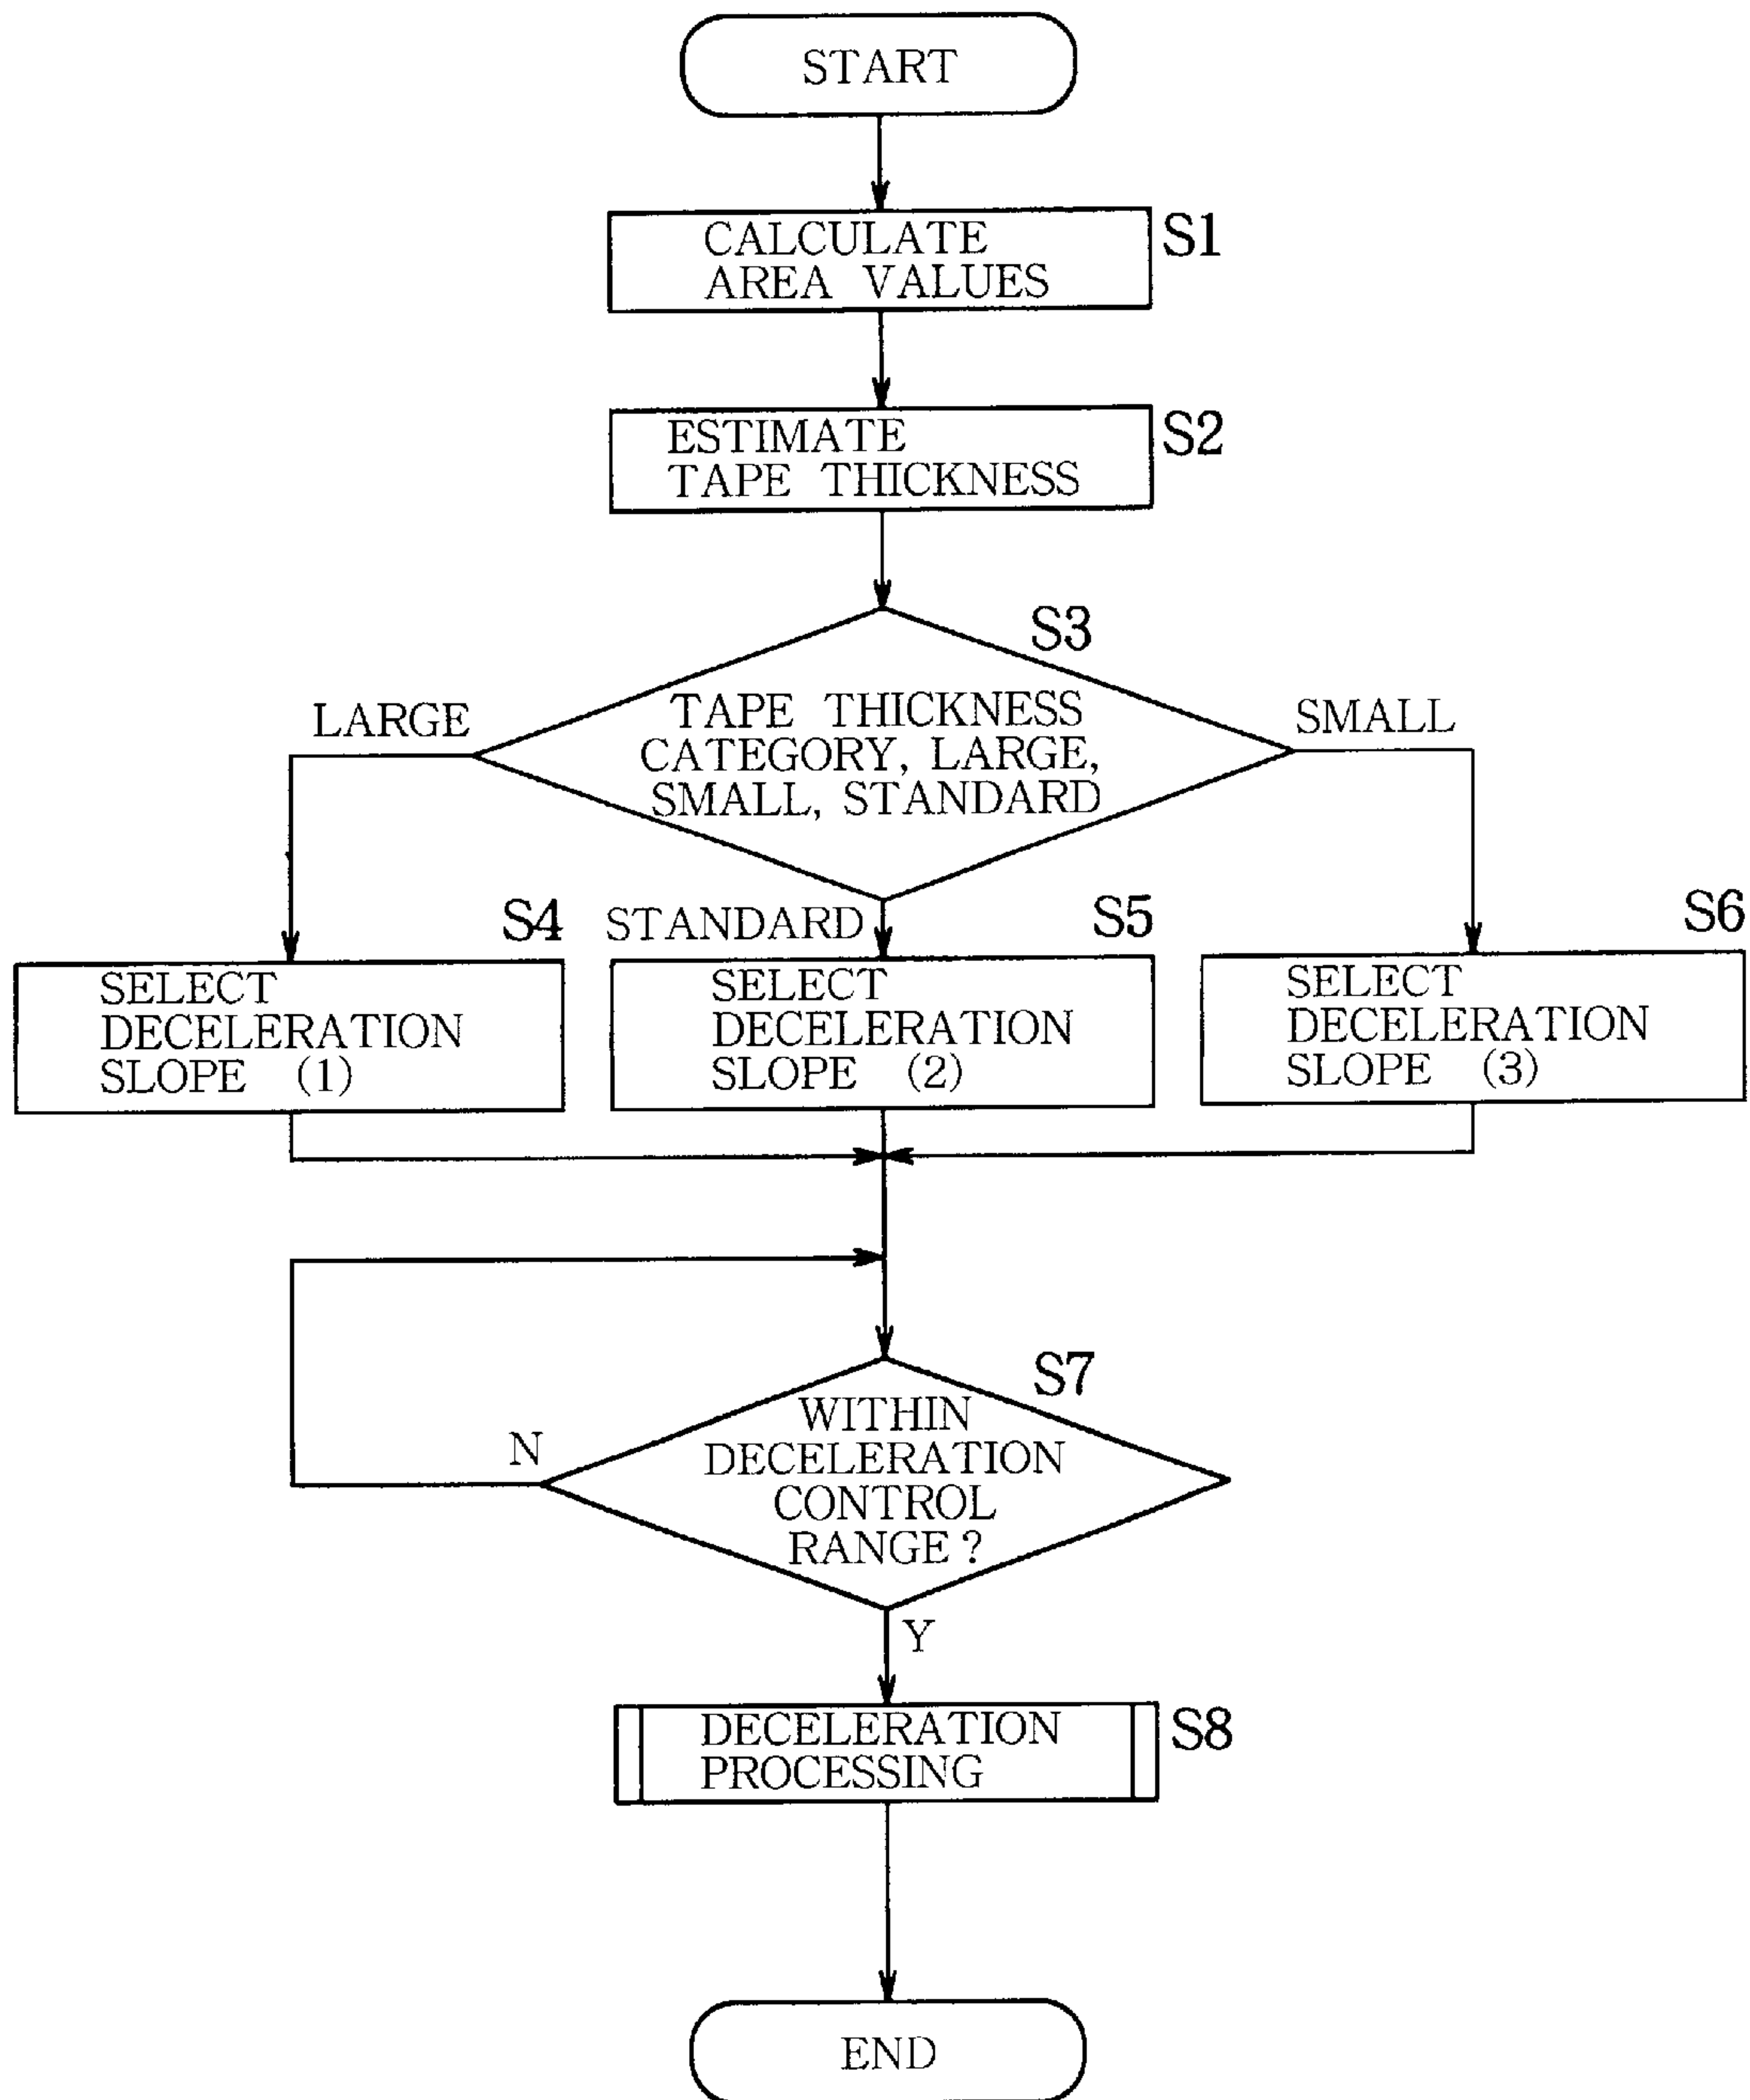 START
CALCULATE
AREA VALUES
S1
ESTIMATE
TAPE THICKNESS
S2
S3
TAPE THICKNESS
CATEGORY, LARGE,
SMALL, STANDARD
LARGE
SMALL
STANDARD
S4
SELECT
DECELERATION
SLOPE (1)
S5
SELECT
DECELERATION
SLOPE (2)
S6
SELECT
DECELERATION
SLOPE (3)
S7
WITHIN
DECELERATION
CONTROL
RANGE?
N
Y
DECELERATION
PROCESSING
S8
END